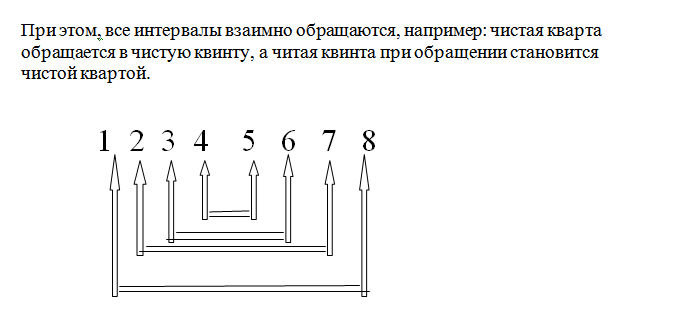 При этом, все интервалы взаимно обращаются, например: чистая кварта
обращается в чистую квинту, а читая квинта при обращении становится
чистой квартой.
1 2 3 4 5 6 7 8